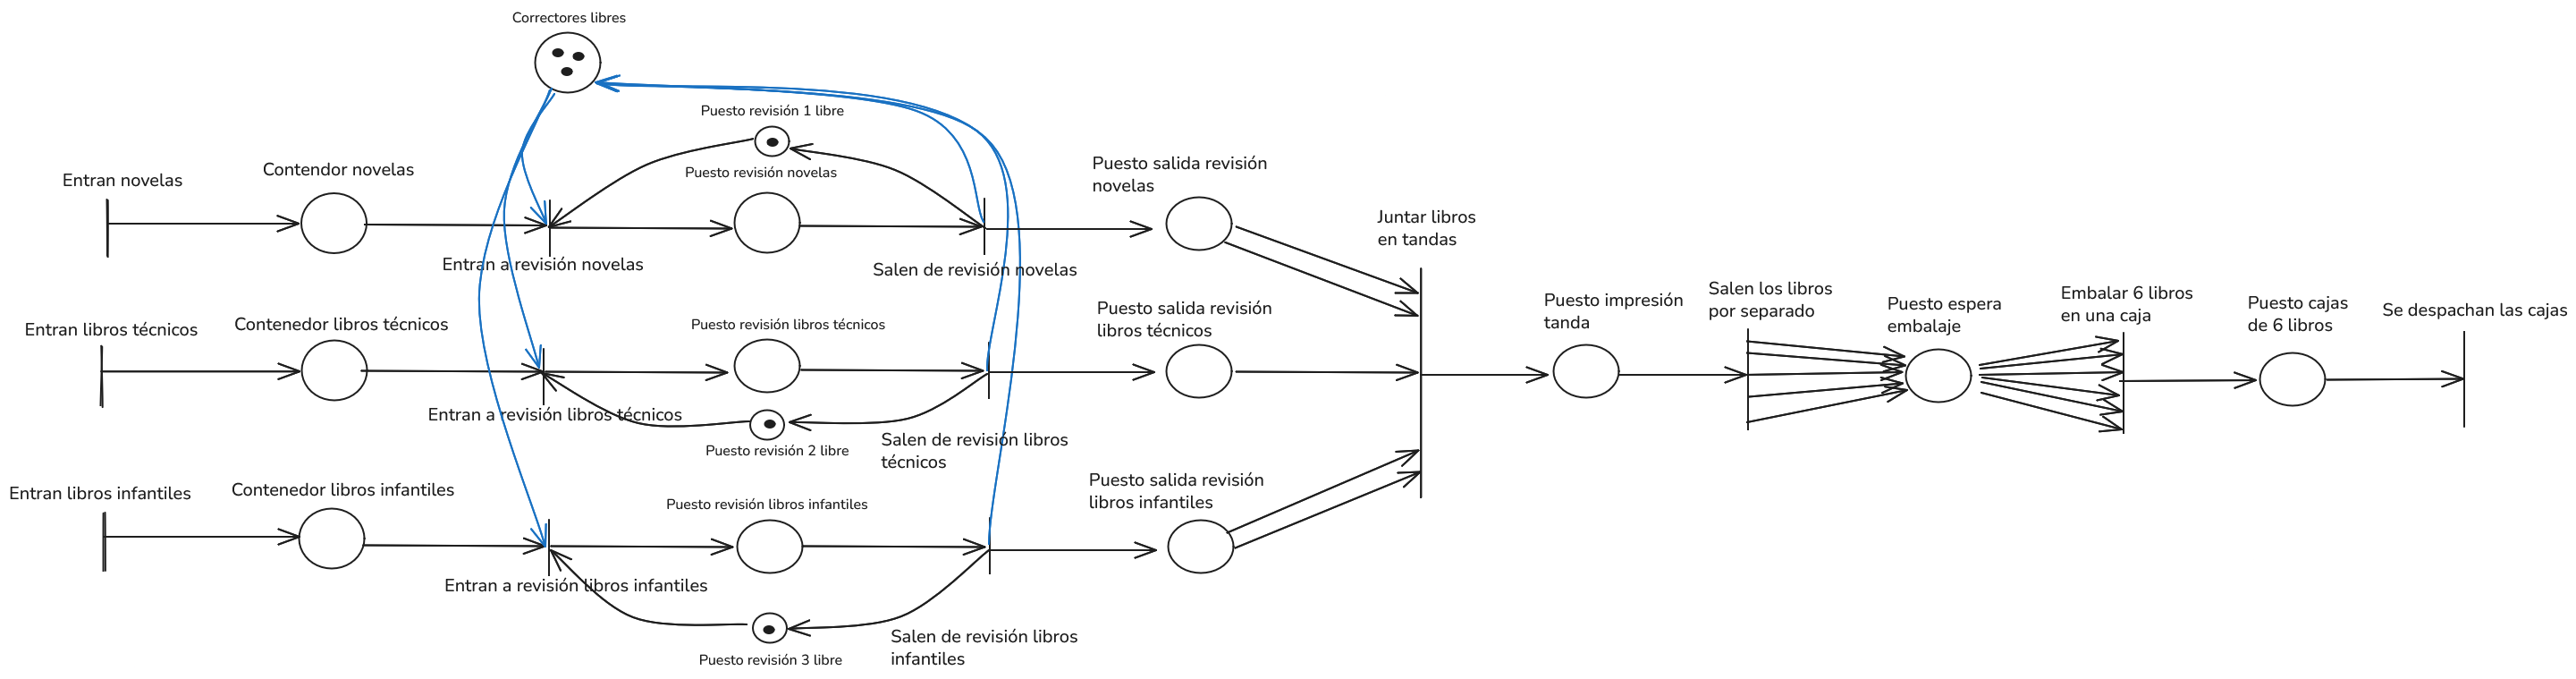 Correctores libres
Puesto revisión 1 libre
Entran novelas
Contendor novelas
Puesto revisión novelas
Puesto salida revisión
novelas
Entran a revisión novelas
Salen de revisión novelas
Juntar libros
en tandas
Entran libros técnicos
Contenedor libros técnicos
Puesto revisión libros técnicos
Puesto salida revisión
libros técnicos
Puesto impresión
tanda
Salen los libros
por separado
Puesto espera
embalaje
Embalar 6 libros
en una caja
Puesto cajas
de 6 libros
Se despachan las cajas
Entran a revisión libros técnicos
Puesto revisión 2 libre
Salen de revisión libros
técnicos
Entran libros infantiles
Contenedor libros infantiles
Puesto revisión libros infantiles
Puesto salida revisión
libros infantiles
Entran a revisión libros infantiles
Puesto revisión 3 libre
Salen de revisión libros
infantiles